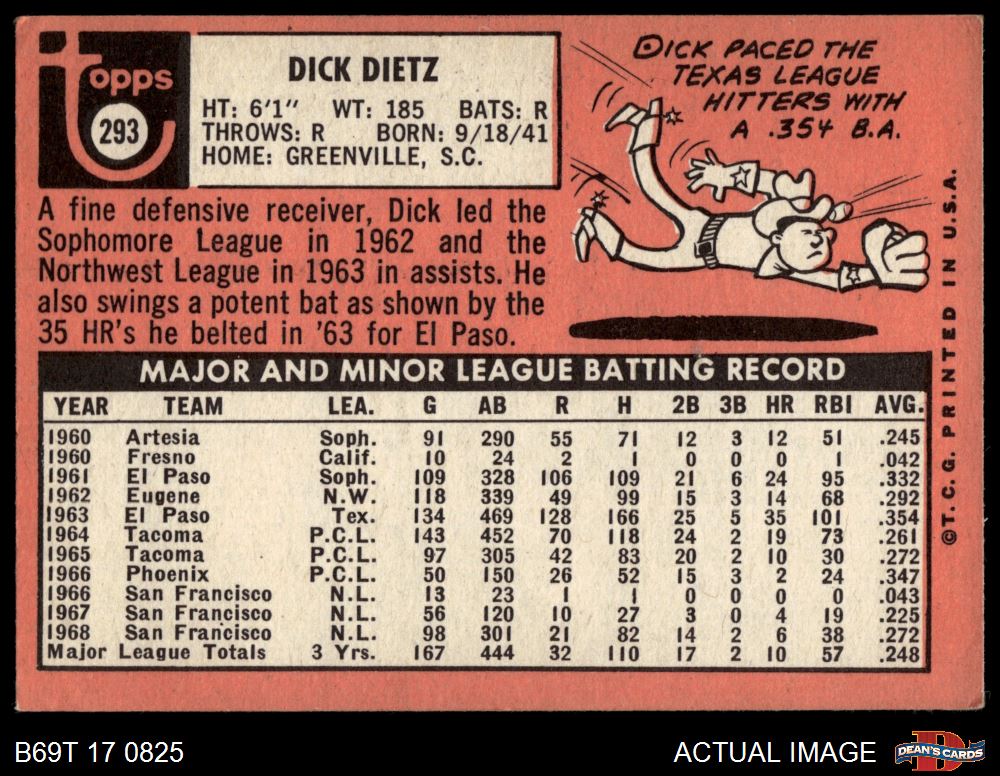 Topps
293
DICK DIETZ
HT: 6'1" WT: 185 BATS: R
THROWS: R BORN: 9/18/41
HOME: GREENVILLE, S.C.
DICK PACED THE
TEXAS LEAGUE
HITTERS WITH
A .354 B.A.
A fine defensive receiver, Dick led the
Sophomore League in 1962 and the
Northwest League in 1963 in assists. He
also swings a potent bat as shown by the
35 HR's he belted in '63 for El Paso.
MAJOR AND MINOR LEAGUE BATTING RECORD
YEAR TEAM LEA. G AB R H 2B 3B HR RBI AVG.
1960 Artesia Soph. 91 290 55 71 12 3 12 51 .245
1960 Fresno Calif. 10 24 2 1 0 0 0 1 .042
1961 El Paso Soph. 109 328 106 109 21 6 24 95 .332
1962 Eugene N.W. 118 339 49 99 15 3 14 68 .292
1963 El Paso Tex. 134 469 128 166 25 5 35 101 .354
1964 Tacoma P.C.L. 143 452 70 118 24 2 19 73 .261
1965 Tacoma P.C.L. 97 305 42 83 20 2 10 30 .272
1966 Phoenix P.C.L. 50 150 26 52 15 3 2 24 .347
1966 San Francisco N.L. 13 23 1 1 0 0 0 0 .043
1967 San Francisco N.L. 56 120 10 27 3 0 4 19 .225
1968 San Francisco N.L. 98 301 21 82 14 2 6 38 .272
Major League Totals 3 Yrs. 167 444 32 110 17 2 10 57 .248
©T.C.G. PRINTED IN U.S.A.
B69T 17 0825
ACTUAL IMAGE
DEAN'S CARDS